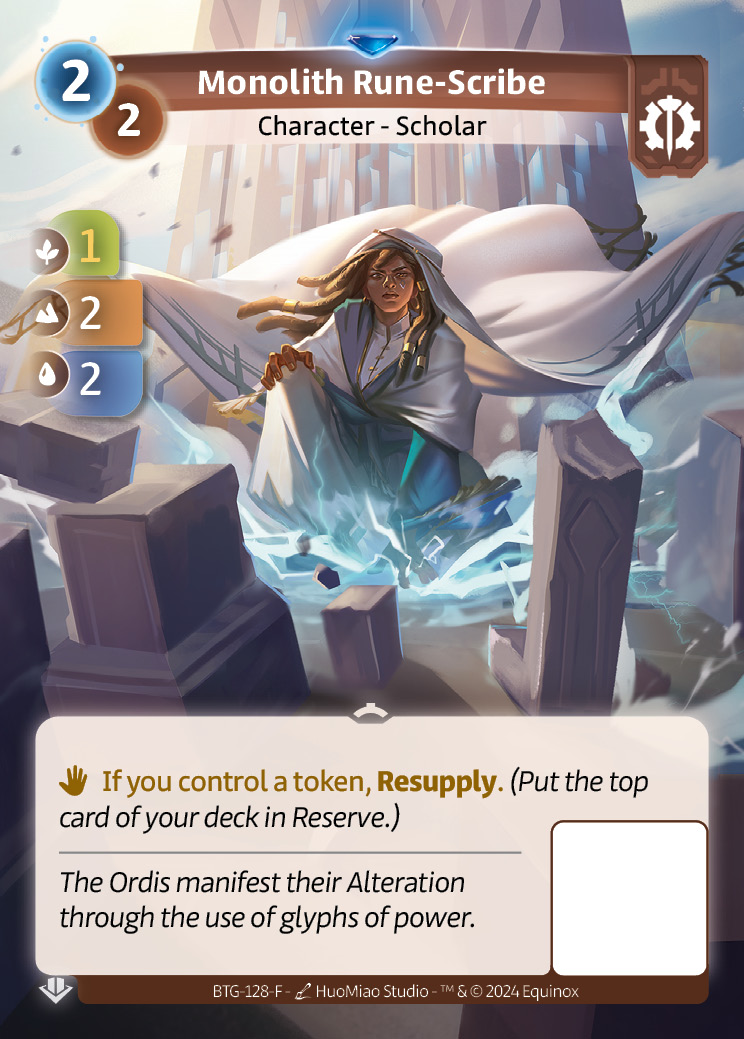 2
Monolith Rune-Scribe
2
Character - Scholar
1
2
2
If you control a token, Resupply. (Put the top
card of your deck in Reserve.)
The Ordis manifest their Alteration
through the use of glyphs of power.
BTG-128-F - HuoMiao Studio - ™ & © 2024 Equinox